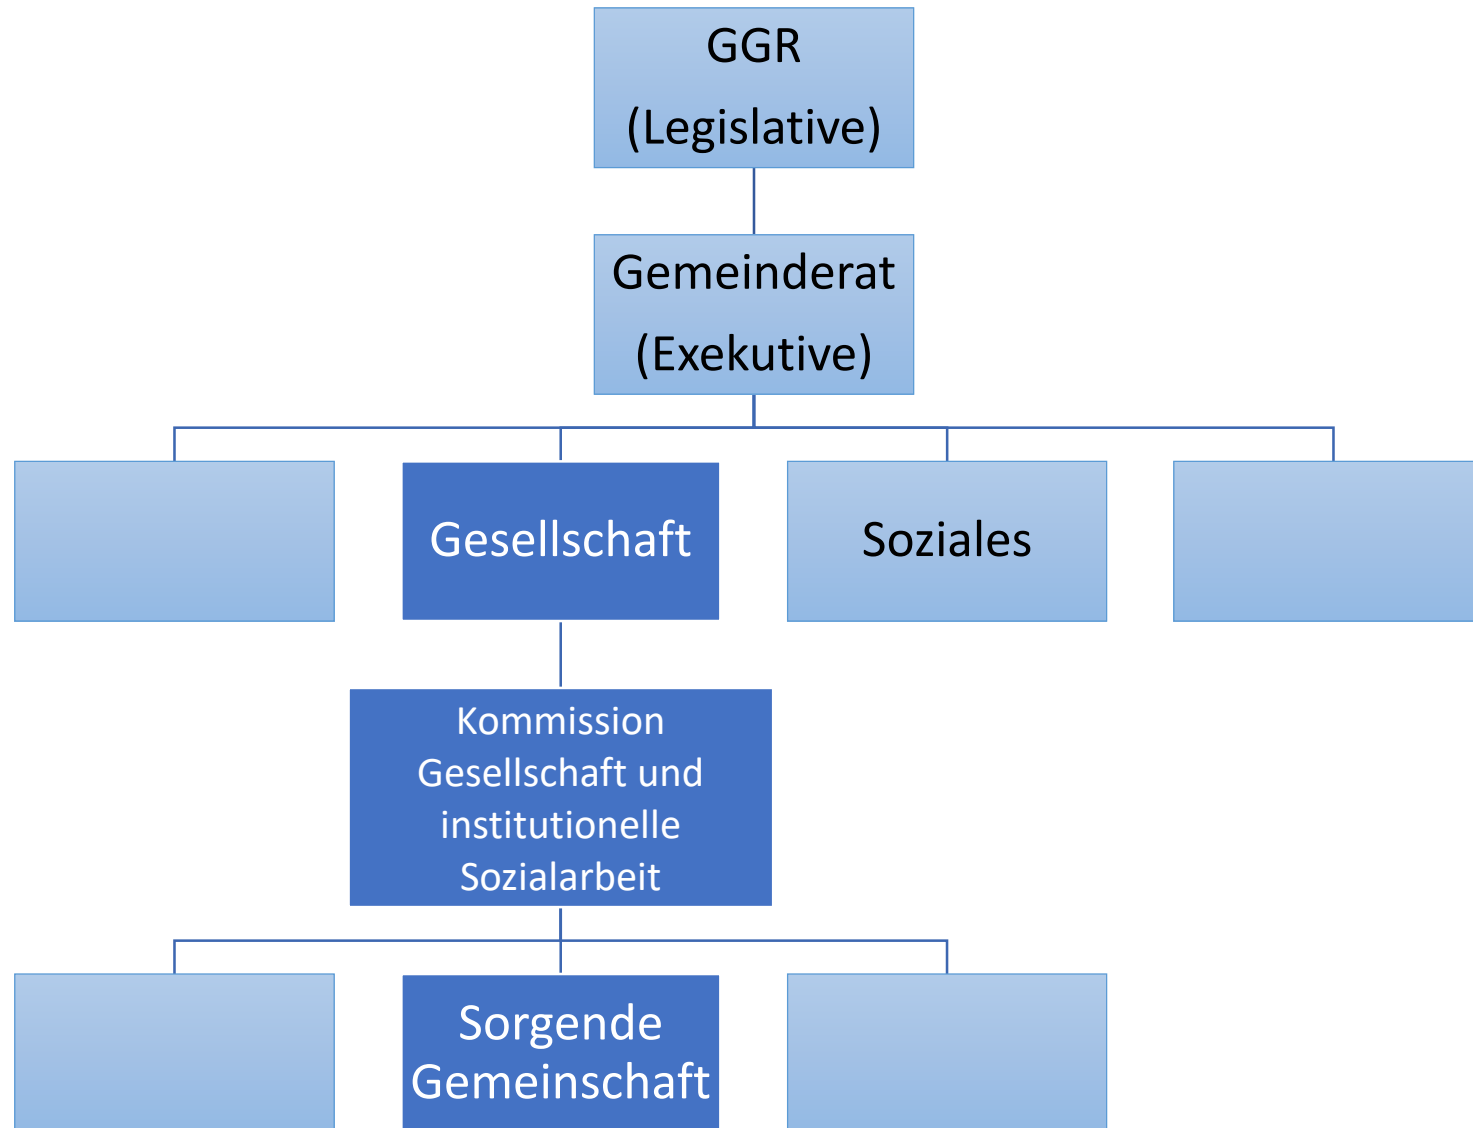 GGR
(Legislative)
Gemeinderat
(Exekutive)
Gesellschaft
Soziales
Kommission
Gesellschaft und
institutionelle
Sozialarbeit
Sorgende
Gemeinschaft